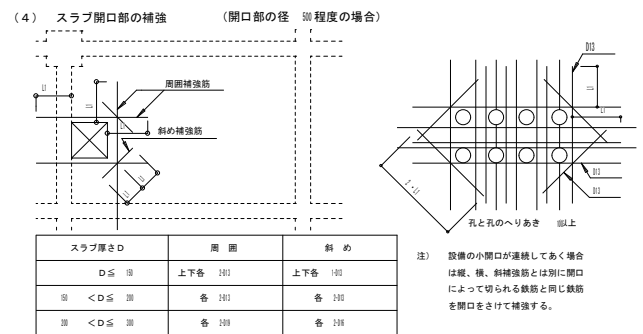 (４) スラブ開口部の補強 (開口部の径 500程度の場合)
D13
L1
L1
周囲補強筋
L1
L1
L1
斜め補強筋
D13
D13
2・L1
孔と孔のへりあき 以上
スラブ厚さD 周囲 斜め
D≦ 150 上下各 2-D13 上下各 1-D13
150 <D≦ 200 各 2-D13 各 2-D13
200 <D≦ 300 各 2-D19 各 2-D16
注) 設備の小開口が連続してあく場合
は縦、横、斜補強筋とは別に開口
によって切られる鉄筋と同じ鉄筋
を開口をさけて補強する。